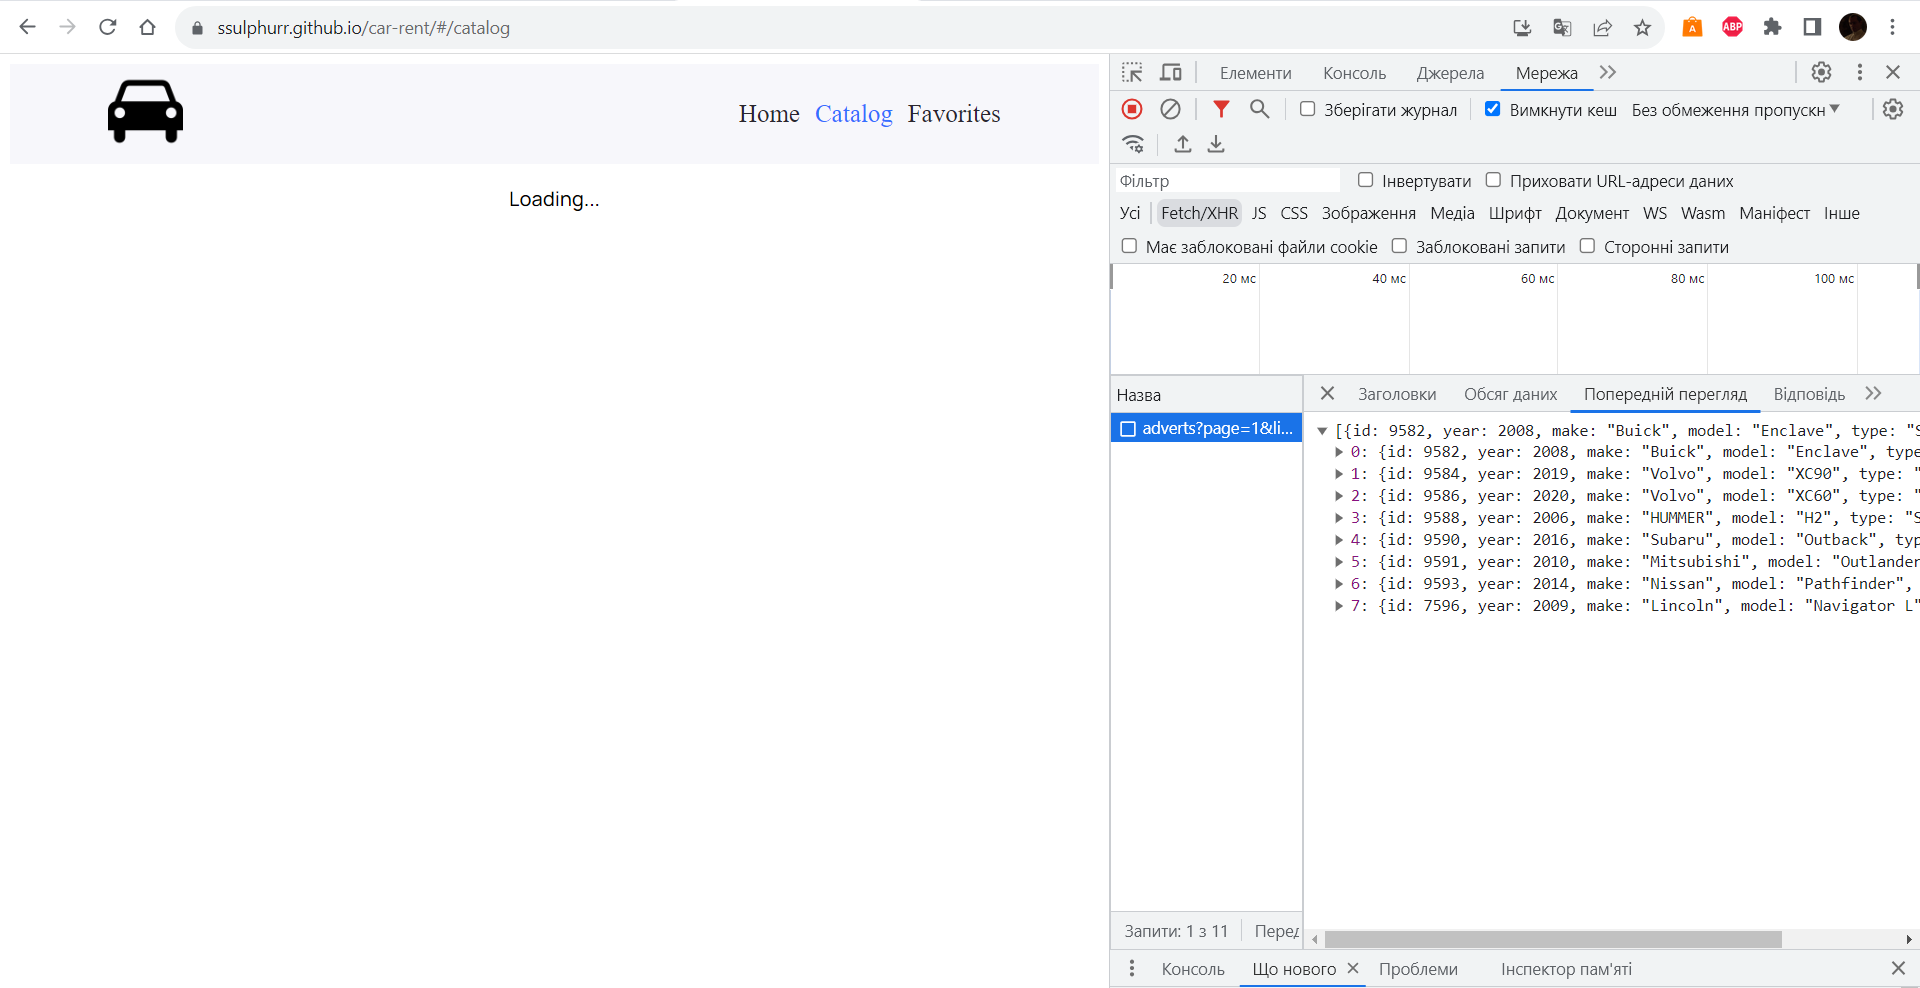 ssulphurr.github.io/car-rent/#/catalog
A
ABP
Home Catalog Favorites
Loading...
Елементи Консоль Джерела Мережа
Зберігати журнал Вимкнути кеш Без обмеження пропускн
Фільтр Інвертувати Приховати URL-адреси даних
Усі Fetch/XHR JS CSS Зображення Медіа Шрифт Документ WS Wasm Маніфест Інше
Має заблоковані файли cookie Заблоковані запити Сторонні запити
20 мс 40 мс 60 мс 80 мс 100 мс
Назва
adverts?page=1&li...
Заголовки Обсяг даних Попередній перегляд Відповідь
[{id: 9582, year: 2008, make: "Buick", model: "Enclave", type: "S
0: {id: 9582, year: 2008, make: "Buick", model: "Enclave", type
1: {id: 9584, year: 2019, make: "Volvo", model: "XC90", type: "
2: {id: 9586, year: 2020, make: "Volvo", model: "XC60", type: "
3: {id: 9588, year: 2006, make: "HUMMER", model: "H2", type: "S
4: {id: 9590, year: 2016, make: "Subaru", model: "Outback", typ
5: {id: 9591, year: 2010, make: "Mitsubishi", model: "Outlander
6: {id: 9593, year: 2014, make: "Nissan", model: "Pathfinder",
7: {id: 7596, year: 2009, make: "Lincoln", model: "Navigator L"
Запити: 1 з 11 Перед
Консоль Що нового Проблеми Інспектор пам'яті